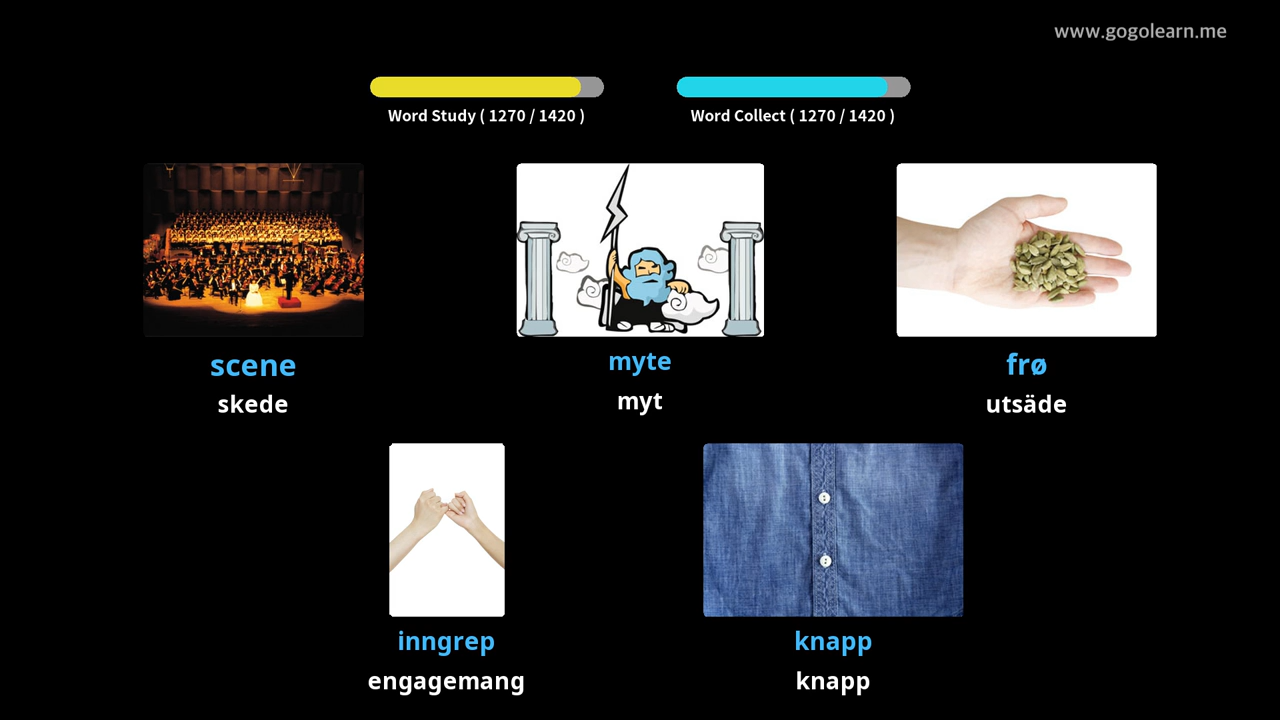 www.gogolearn.me
Word Study ( 1270 / 1420 )
Word Collect ( 1270 / 1420 )
scene
skede
myte
myt
frø
utsäde
inngrep
engagemang
knapp
knapp